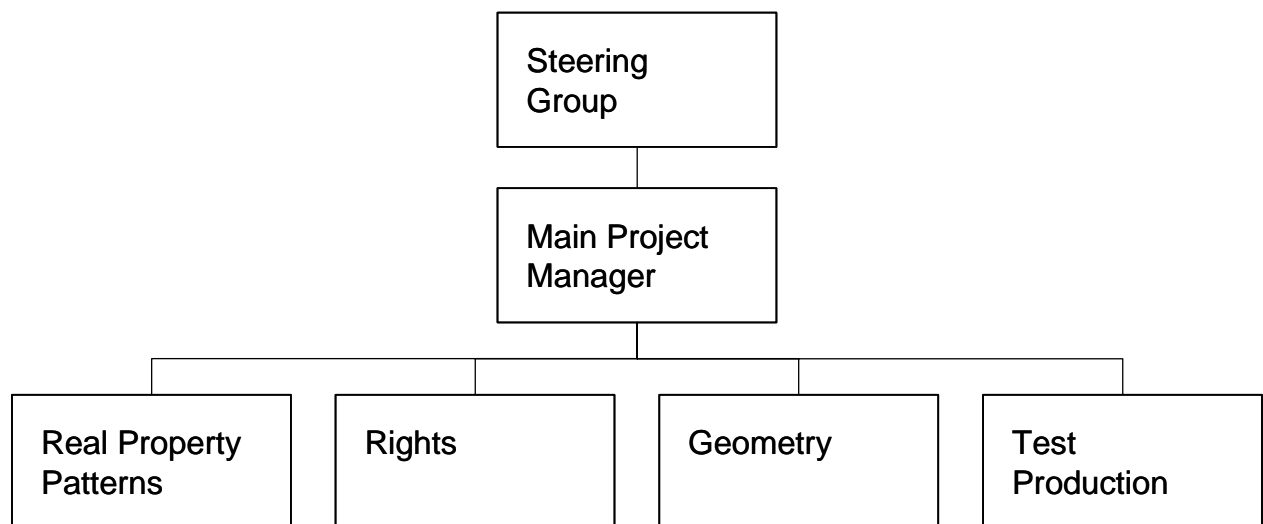 Steering
Group
Main Project
Manager
Real Property
Patterns
Rights
Geometry
Test
Production